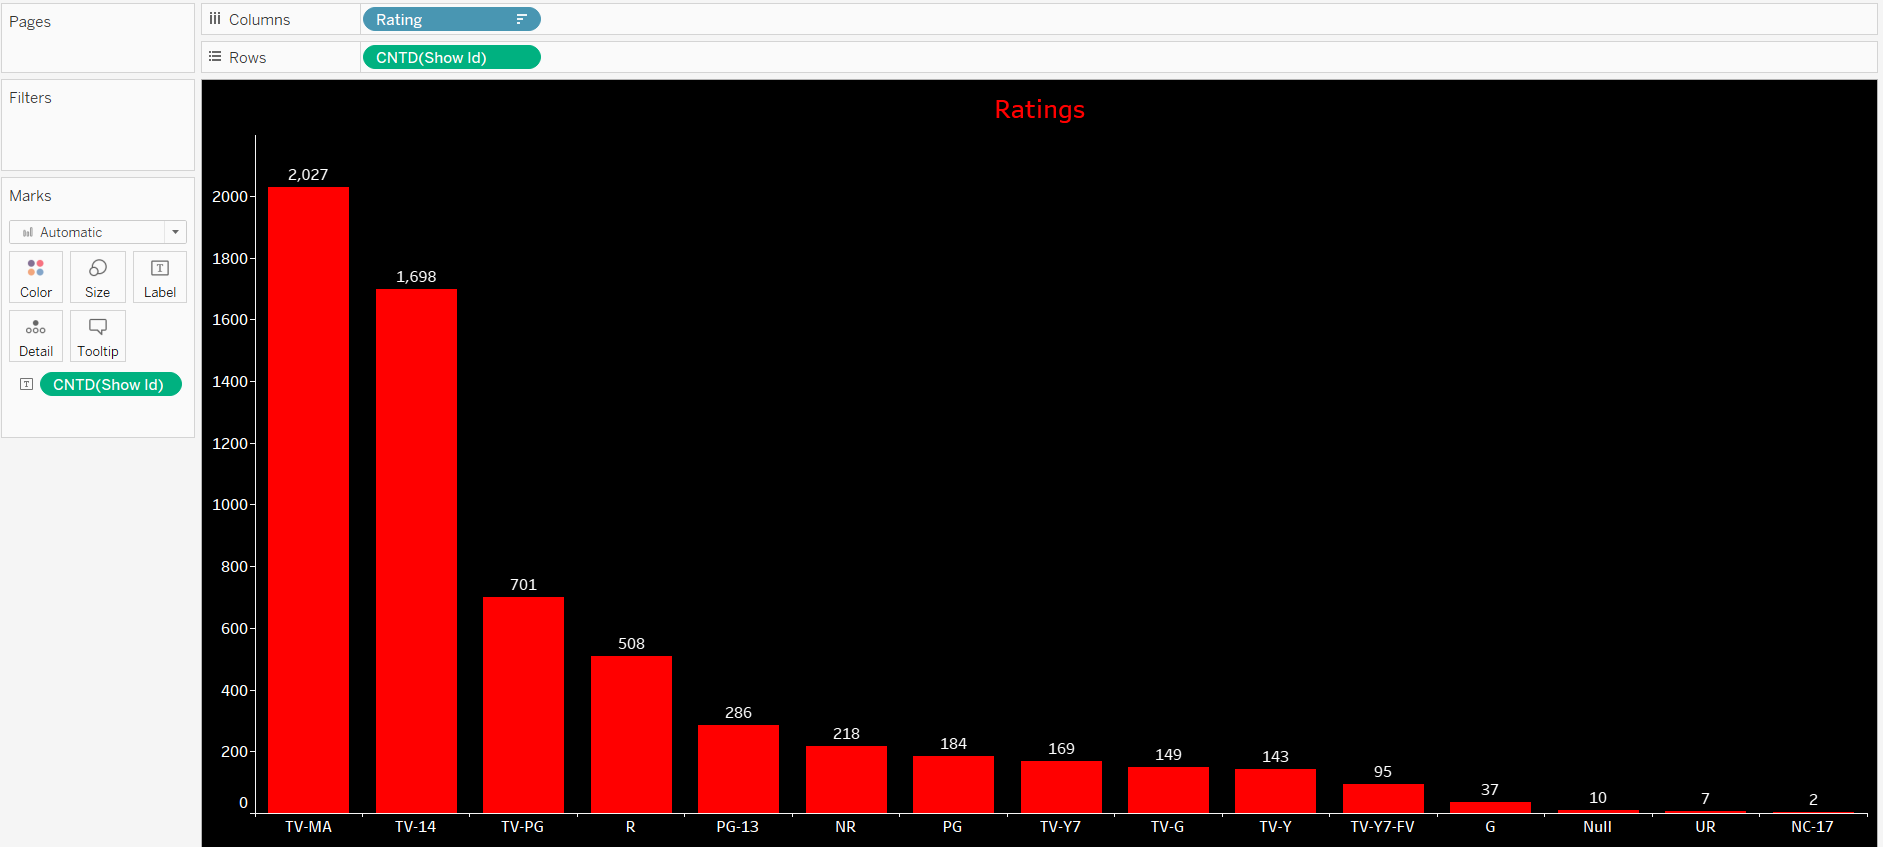 Pages
Columns Rating
Rows CNTD(Show Id)
Filters
Marks
Automatic
Color Size Label
Detail Tooltip
CNTD(Show Id)
Ratings
2000
1800
1600
1400
1200
1000
800
600
400
200
0
2,027 1,698 701 508 286 218 184 169 149 143 95 37 10 7 2
TV-MA TV-14 TV-PG R PG-13 NR PG TV-Y7 TV-G TV-Y TV-Y7-FV G Null UR NC-17